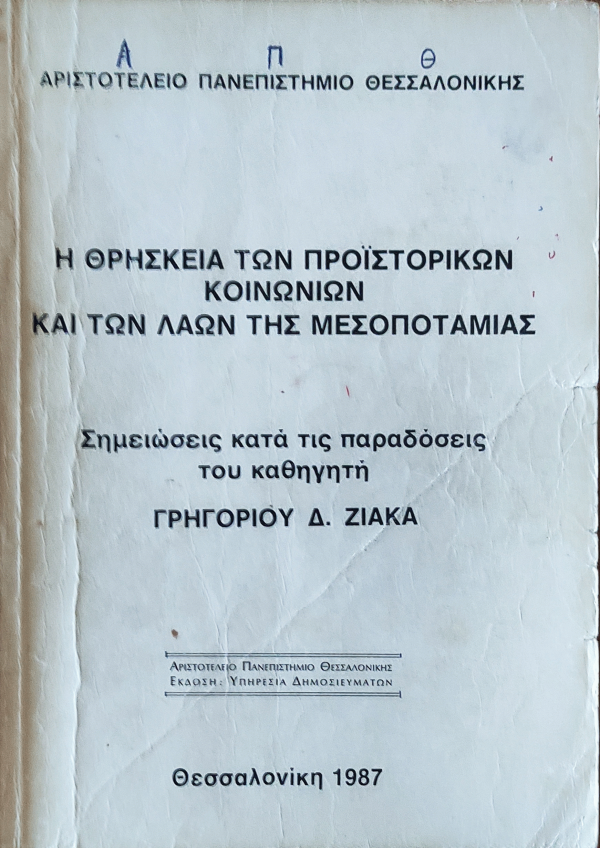 Α Π Θ
ΑΡΙΣΤΟΤΕΛΕΙΟ ΠΑΝΕΠΙΣΤΗΜΙΟ ΘΕΣΣΑΛΟΝΙΚΗΣ
Η ΘΡΗΣΚΕΙΑ ΤΩΝ ΠΡΟΪΣΤΟΡΙΚΩΝ
ΚΟΙΝΩΝΙΩΝ
ΚΑΙ ΤΩΝ ΛΑΩΝ ΤΗΣ ΜΕΣΟΠΟΤΑΜΙΑΣ
Σημειώσεις κατά τις παραδόσεις
του καθηγητή
ΓΡΗΓΟΡΙΟΥ Δ. ΖΙΑΚΑ
ΑΡΙΣΤΟΤΕΛΕΙΟ ΠΑΝΕΠΙΣΤΗΜΙΟ ΘΕΣΣΑΛΟΝΙΚΗΣ
ΕΚΔΟΣΗ: ΥΠΗΡΕΣΙΑ ΔΗΜΟΣΙΕΥΜΑΤΩΝ
Θεσσαλονίκη 1987